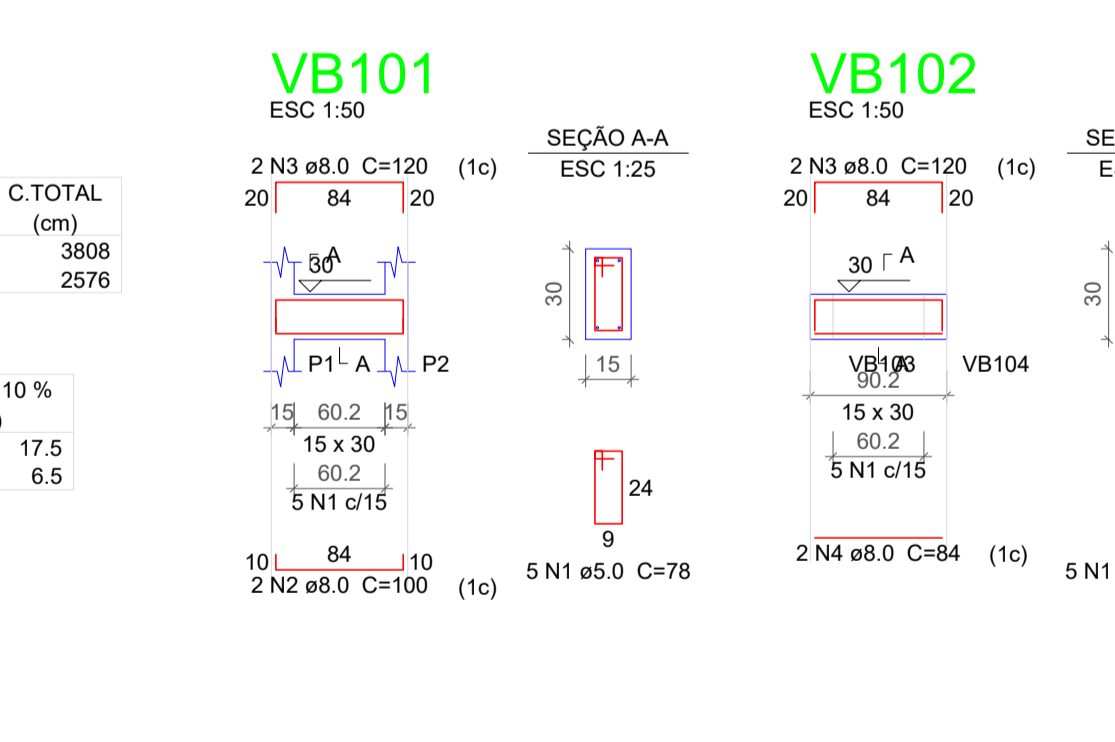 C.TOTAL
(cm)
3808
2576
10 %
17.5
6.5
VB101
ESC 1:50
2 N3 ø8.0 C=120 (1c)
20 84 20
A
30
P1 A P2
15 60.2 15
15 x 30
60.2
5 N1 c/15
10 84 10
2 N2 ø8.0 C=100 (1c)
SEÇÃO A-A
ESC 1:25
30
15
24
9
5 N1 ø5.0 C=78
VB102
ESC 1:50
2 N3 ø8.0 C=120 (1c)
20 84 20
30 A
VB103 A VB104
90.2
15 x 30
60.2
5 N1 c/15
2 N4 ø8.0 C=84 (1c)
SE
E
30
5 N1